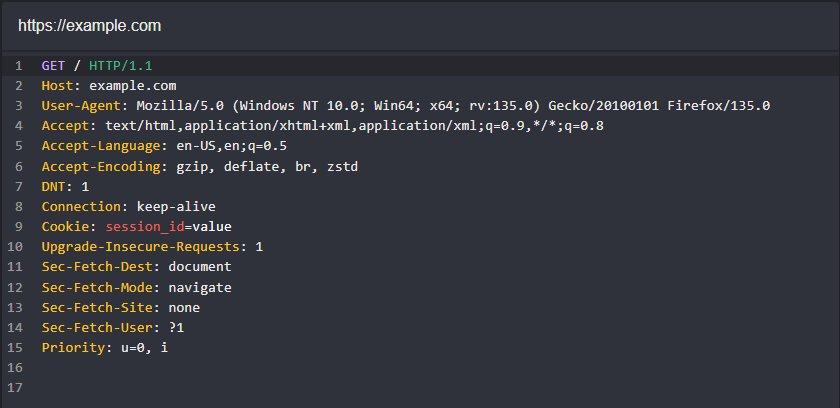 https://example.com
1 GET / HTTP/1.1
2 Host: example.com
3 User-Agent: Mozilla/5.0 (Windows NT 10.0; Win64; x64; rv:135.0) Gecko/20100101 Firefox/135.0
4 Accept: text/html,application/xhtml+xml,application/xml;q=0.9,*/*;q=0.8
5 Accept-Language: en-US,en;q=0.5
6 Accept-Encoding: gzip, deflate, br, zstd
7 DNT: 1
8 Connection: keep-alive
9 Cookie: session_id=value
10 Upgrade-Insecure-Requests: 1
11 Sec-Fetch-Dest: document
12 Sec-Fetch-Mode: navigate
13 Sec-Fetch-Site: none
14 Sec-Fetch-User: ?1
15 Priority: u=0, i
16
17